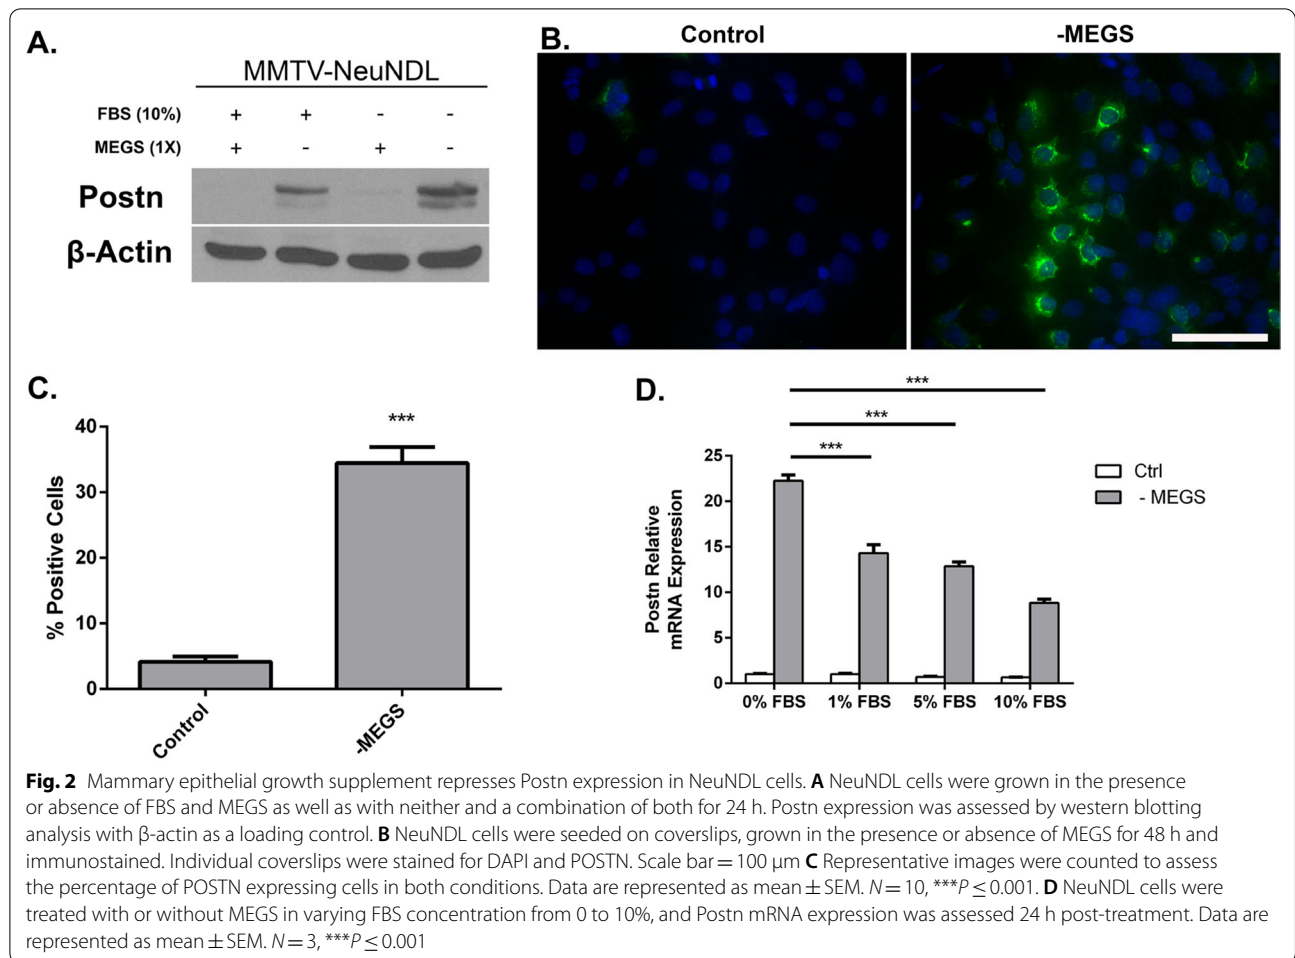 A.
MMTV-NeuNDL
FBS (10%) + + - -
MEGS (1X) + - + -
Postn
β-Actin
B.
Control -MEGS
C.
***
% Positive Cells
40
30
20
10
0
Control
-MEGS
D.
***
***
***
Postn Relative
mRNA Expression
25
20
15
10
5
0
0% FBS 1% FBS 5% FBS 10% FBS
Ctrl
- MEGS
Fig. 2 Mammary epithelial growth supplement represses Postn expression in NeuNDL cells. A NeuNDL cells were grown in the presence
or absence of FBS and MEGS as well as with neither and a combination of both for 24 h. Postn expression was assessed by western blotting
analysis with β-actin as a loading control. B NeuNDL cells were seeded on coverslips, grown in the presence or absence of MEGS for 48 h and
immunostained. Individual coverslips were stained for DAPI and POSTN. Scale bar = 100 μm C Representative images were counted to assess
the percentage of POSTN expressing cells in both conditions. Data are represented as mean ± SEM. N = 10, ***P ≤ 0.001. D NeuNDL cells were
treated with or without MEGS in varying FBS concentration from 0 to 10%, and Postn mRNA expression was assessed 24 h post-treatment. Data are
represented as mean ± SEM. N = 3, ***P ≤ 0.001